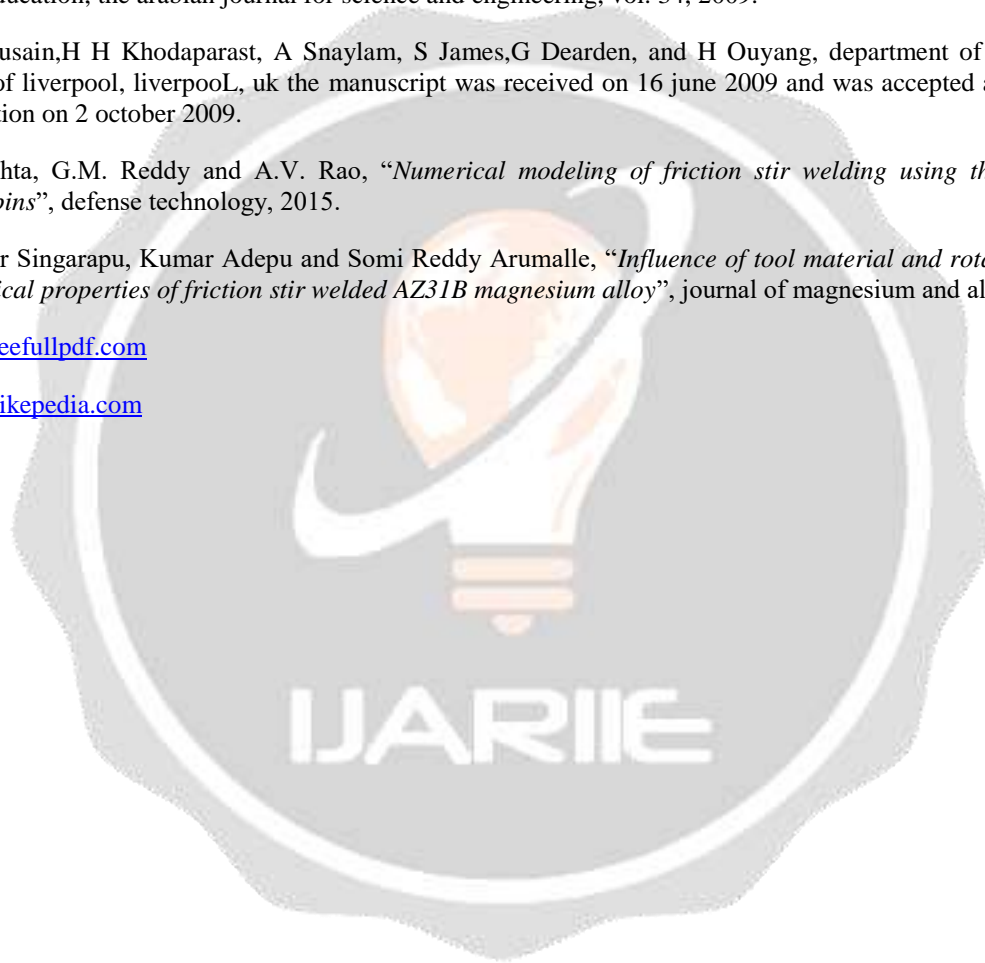 education, the arabian journal for science and engineering, vol. 34, 2009.
usain,H H Khodaparast, A Snaylam, S James,G Dearden, and H Ouyang, department of
of liverpool, liverpooL, uk the manuscript was received on 16 june 2009 and was accepted a
tion on 2 october 2009.
hta, G.M. Reddy and A.V. Rao, “Numerical modeling of friction stir welding using th
pins”, defense technology, 2015.
r Singarapu, Kumar Adepu and Somi Reddy Arumalle, “Influence of tool material and rota
ical properties of friction stir welded AZ31B magnesium alloy”, journal of magnesium and al
eefullpdf.com
ikepedia.com
IJARIIE